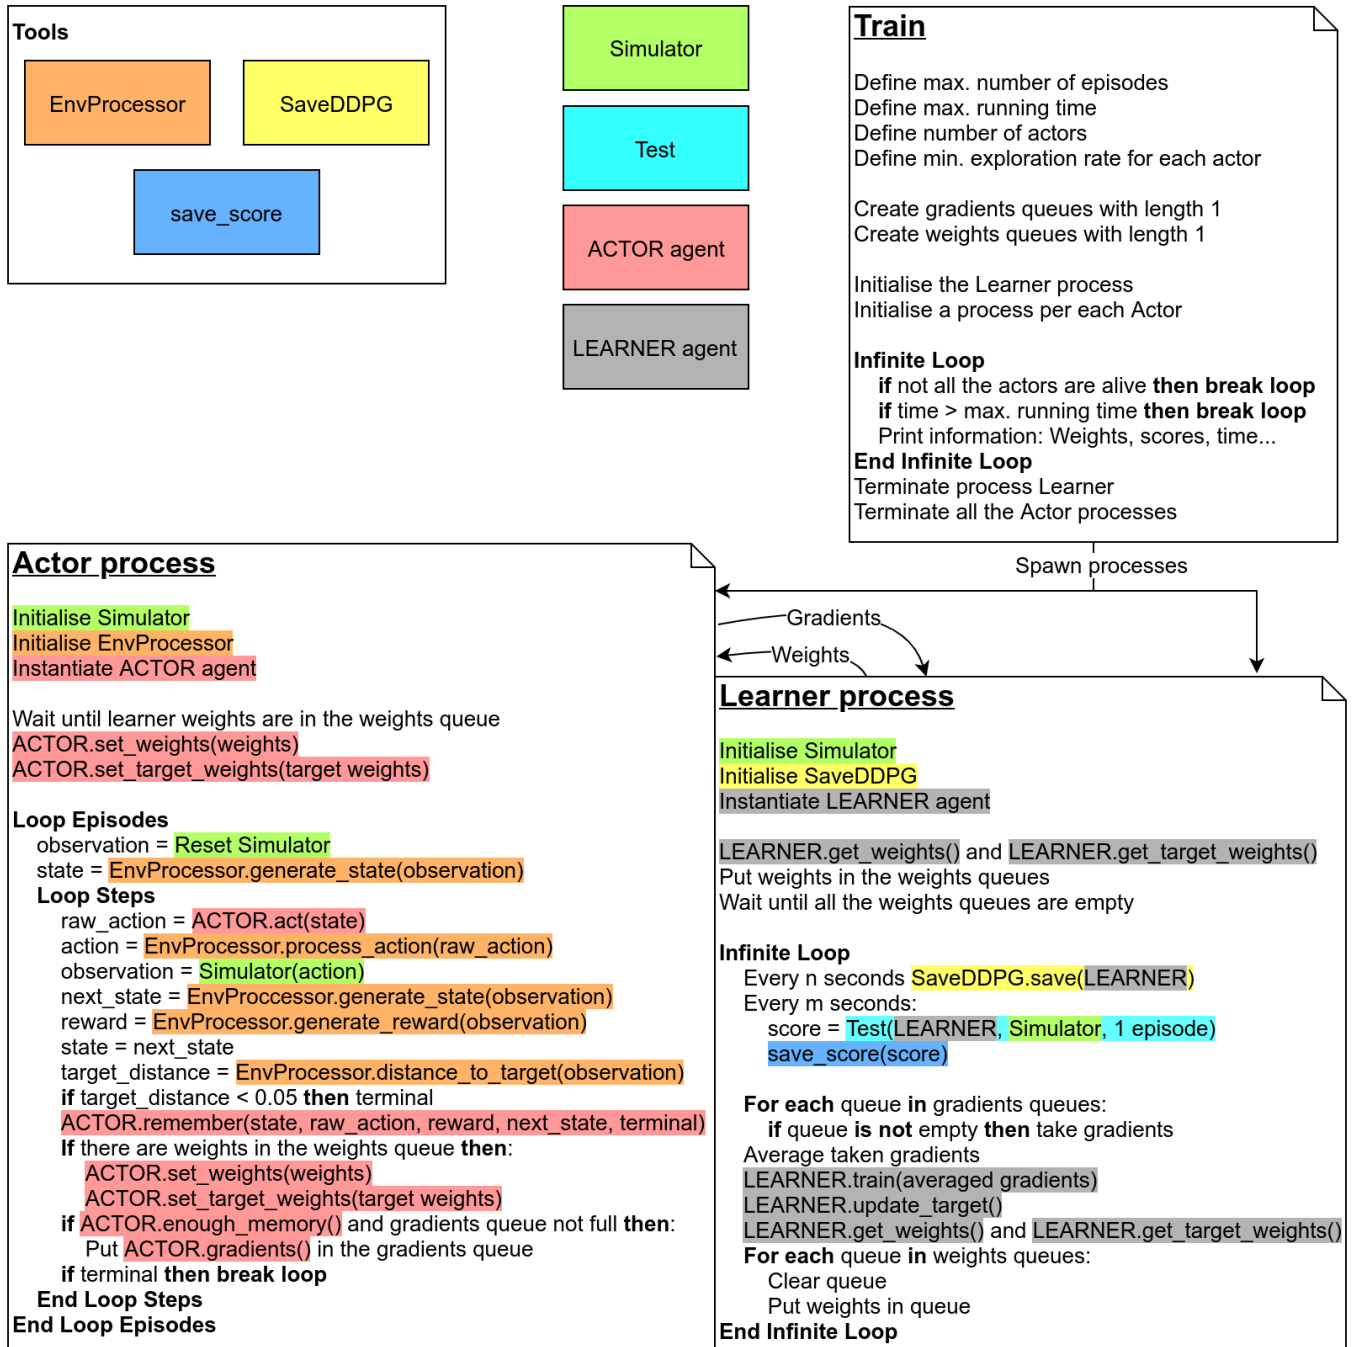 Tools
EnvProcessor
SaveDDPG
save_score
Simulator
Test
ACTOR agent
LEARNER agent
Train
Define max. number of episodes
Define max. running time
Define number of actors
Define min. exploration rate for each actor
Create gradients queues with length 1
Create weights queues with length 1
Initialise the Learner process
Initialise a process per each Actor
Infinite Loop
if not all the actors are alive then break loop
if time > max. running time then break loop
Print information: Weights, scores, time...
End Infinite Loop
Terminate process Learner
Terminate all the Actor processes
Spawn processes
Gradients
Weights
Actor process
Initialise Simulator
Initialise EnvProcessor
Instantiate ACTOR agent
Wait until learner weights are in the weights queue
ACTOR.set_weights(weights)
ACTOR.set_target_weights(target weights)
Loop Episodes
observation = Reset Simulator
state = EnvProcessor.generate_state(observation)
Loop Steps
raw_action = ACTOR.act(state)
action = EnvProcessor.process_action(raw_action)
observation = Simulator(action)
next_state = EnvProccessor.generate_state(observation)
reward = EnvProcessor.generate_reward(observation)
state = next_state
target_distance = EnvProcessor.distance_to_target(observation)
if target_distance < 0.05 then terminal
ACTOR.remember(state, raw_action, reward, next_state, terminal)
If there are weights in the weights queue then:
ACTOR.set_weights(weights)
ACTOR.set_target_weights(target weights)
if ACTOR.enough_memory() and gradients queue not full then:
Put ACTOR.gradients() in the gradients queue
if terminal then break loop
End Loop Steps
End Loop Episodes
Learner process
Initialise Simulator
Initialise SaveDDPG
Instantiate LEARNER agent
LEARNER.get_weights() and LEARNER.get_target_weights()
Put weights in the weights queues
Wait until all the weights queues are empty
Infinite Loop
Every n seconds SaveDDPG.save(LEARNER)
Every m seconds:
score = Test(LEARNER, Simulator, 1 episode)
save_score(score)
For each queue in gradients queues:
if queue is not empty then take gradients
Average taken gradients
LEARNER.train(averaged gradients)
LEARNER.update_target()
LEARNER.get_weights() and LEARNER.get_target_weights()
For each queue in weights queues:
Clear queue
Put weights in queue
End Infinite Loop